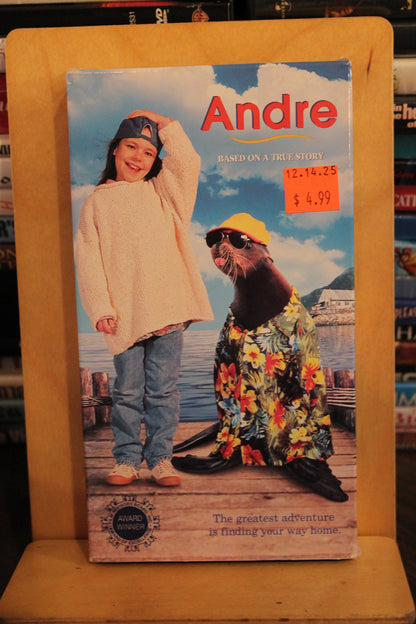 Andre
BASED ON A TRUE STORY
12.14.25
$ 4.99
AWARD
WINNER
The greatest adventure
is finding your way home.
DVD